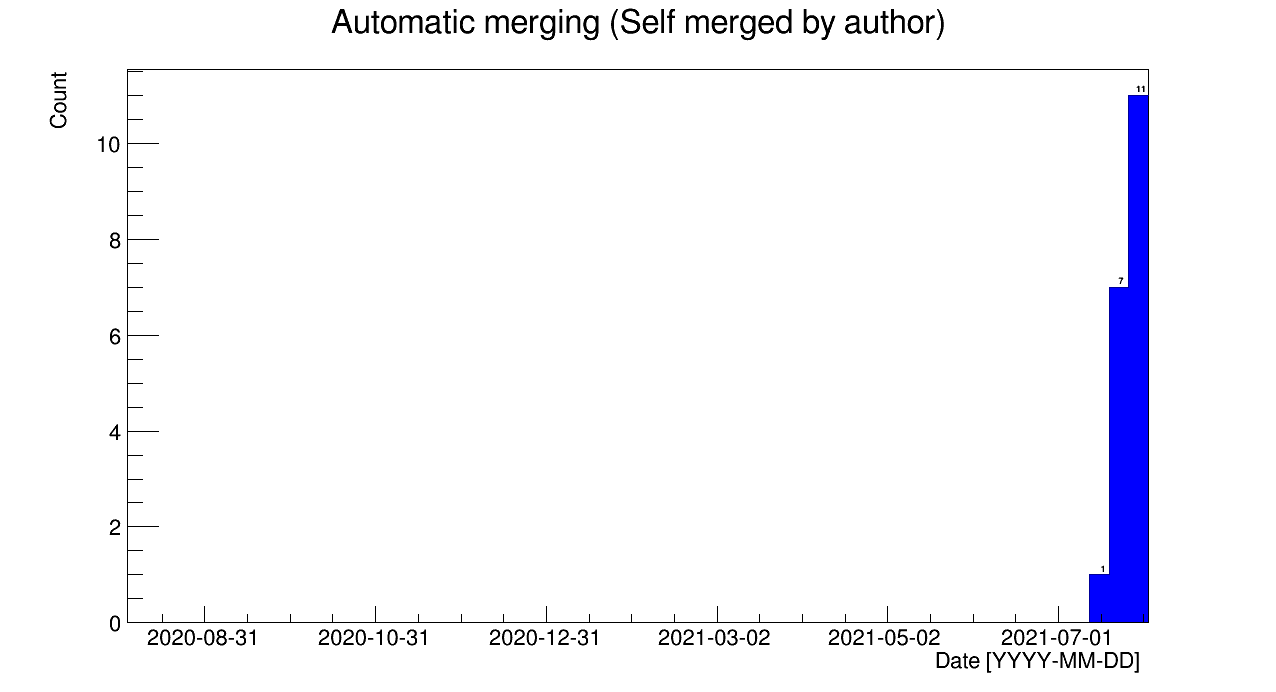 Automatic merging (Self merged by author)
Count
11
10
8
7
6
4
2
1
0
2020-08-31 2020-10-31 2020-12-31 2021-03-02 2021-05-02 2021-07-01
Date [YYYY-MM-DD]